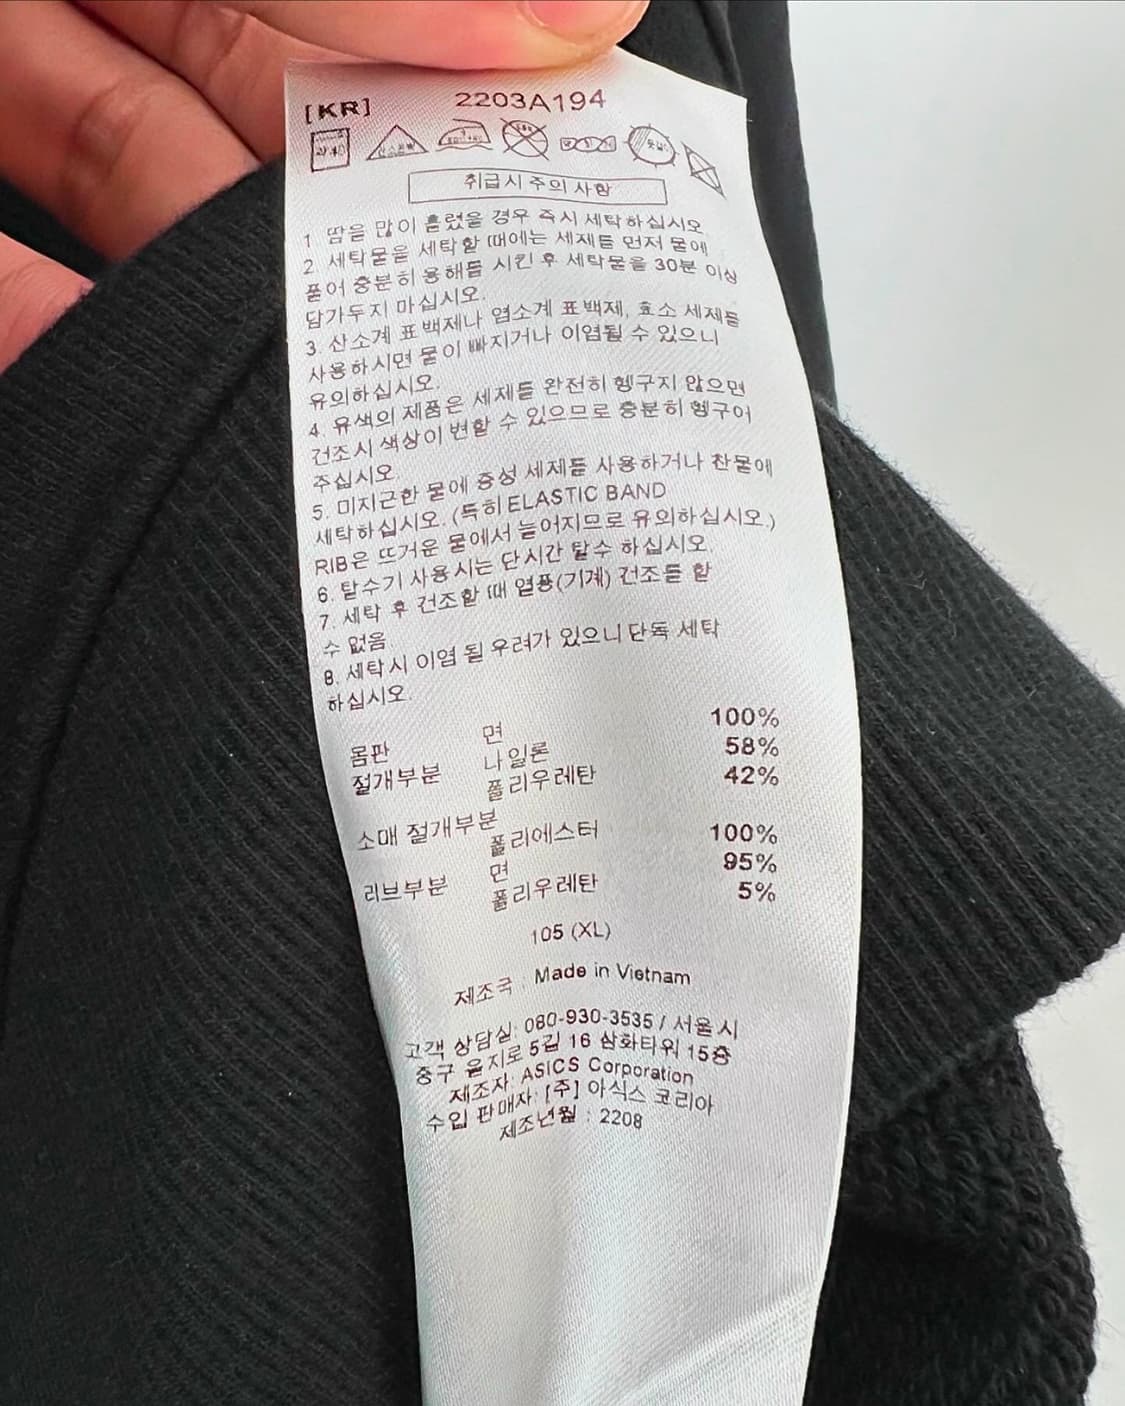 [KR] 2203A194
취급시 주의 사항
1 땀을 많이 흘렸을 경우 즉시 세탁하십시오
2. 세탁물을 세탁할 때에는 세제를 먼저 물에
풀어 충분히 용해를 시킨 후 세탁물을 30분 이상
담가두지 마십시오.
3. 산소계 표백제나 염소계 표백제, 효소 세제를
사용하시면 물이 빠지거나 이염될 수 있으니
유의하십시오.
4. 유색의 제품은 세제를 완전히 헹구지 않으면
건조시 색상이 변할 수 있으므로 충분히 헹구어
주십시오.
5. 미지근한 물에 중성 세제를 사용하거나 찬물에
세탁하십시오. (특히 ELASTIC BAND
RIB은 뜨거운 물에서 늘어지므로 유의하십시오.)
6. 탈수기 사용시는 단시간 탈수 하십시오.
7. 세탁 후 건조할 때 열풍(기계) 건조를 할
수 없음
8. 세탁시 이염 될 우려가 있으니 단독 세탁
하십시오.
몸판 면 100%
절개부분 나일론 58%
폴리우레탄 42%
소매 절개부분
폴리에스터 100%
리브부분 면 95%
폴리우레탄 5%
105 (XL)
제조국 : Made in Vietnam
고객 상담실: 080-930-3535 / 서울시
중구 을지로 5길 16 삼화타워 15층
제조자: ASICS Corporation
수입 판매자: [주] 아식스 코리아
제조년월 : 2208